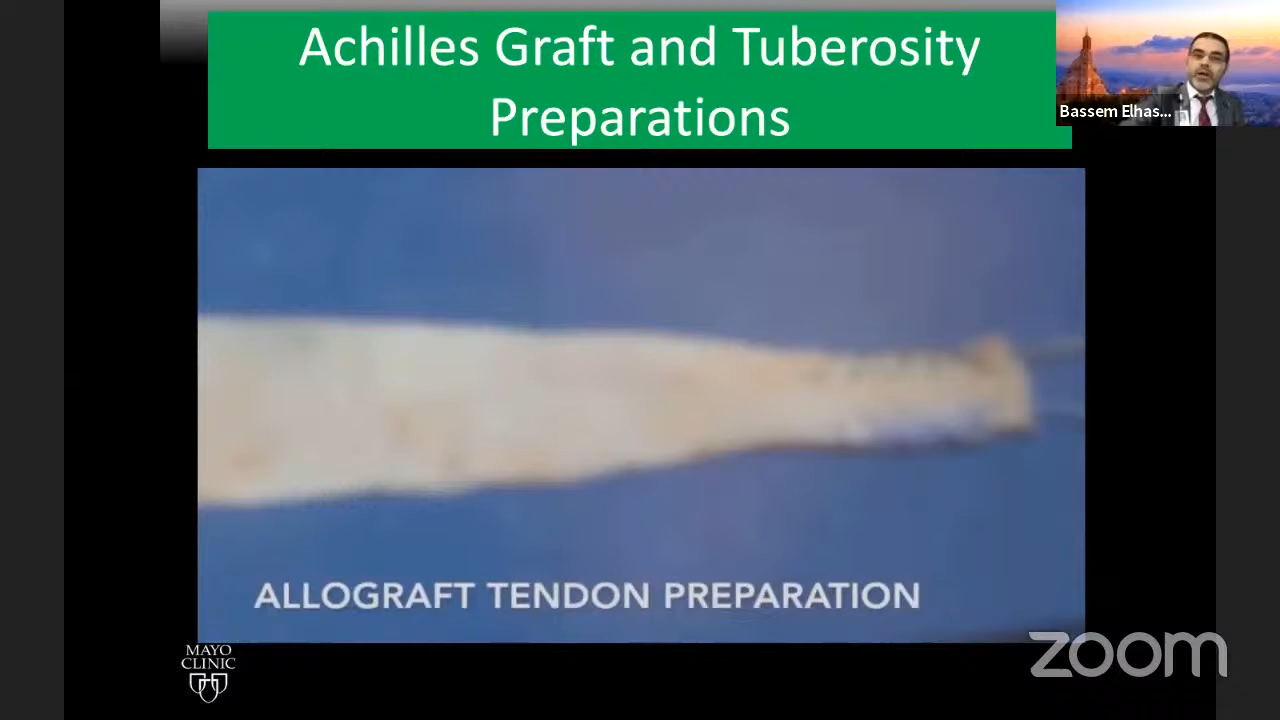 Achilles Graft and Tuberosity
Preparations
Bassem Elhas...
ALLOGRAFT TENDON PREPARATION
MAYO
CLINIC
zoom